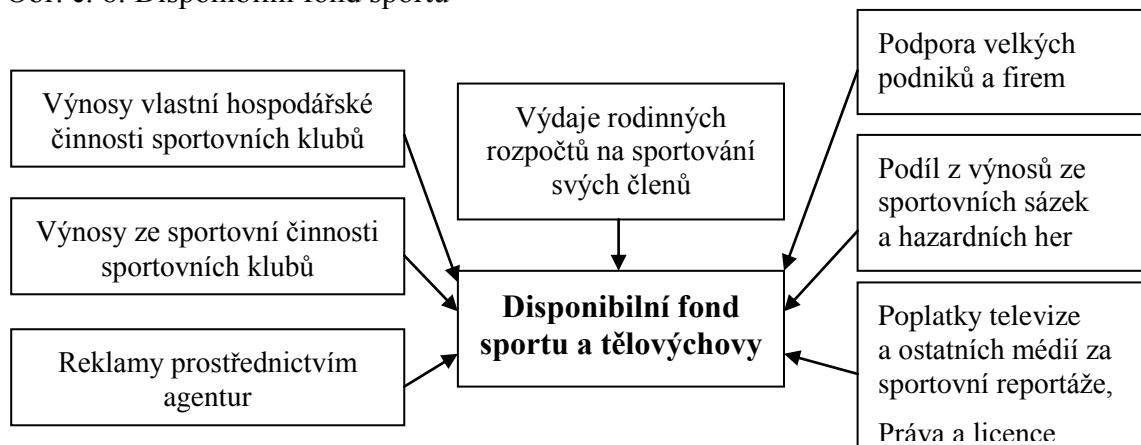 Obr. č. 8: Disponibilní fond sportu
Výnosy vlastní hospodářské
činnosti sportovních klubů
Výnosy ze sportovní činnosti
sportovních klubů
Reklamy prostřednictvím
agentur
Výdaje rodinných
rozpočtů na sportování
svých členů
Disponibilní fond
sportu a tělovýchovy
Podpora velkých
podniků a firem
Podíl z výnosů ze
sportovních sázek
a hazardních her
Poplatky televize
a ostatních médií za
sportovní reportáže,
Práva a licence